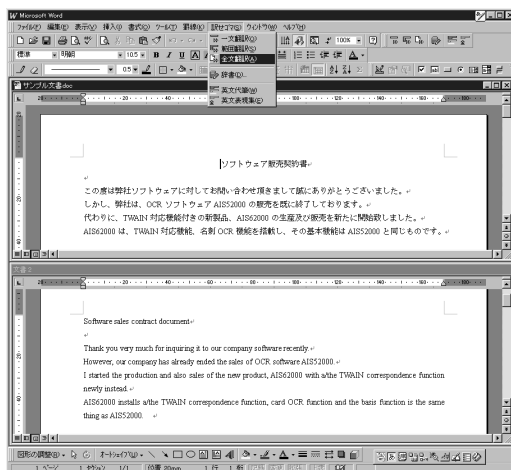 Microsoft Word
ファイル(F) 編集(E) 表示(V) 挿入(I) 書式(O) ツール(T) 罫線(A) 訳せゴマ(S) ウィンドウ(W) ヘルプ(H)
一文翻訳(O)
範囲翻訳(S)
全文翻訳(A)
辞書(D)...
英文代筆(W)
英文表現集(E)
100%
標準 明朝 10.5 B I U A
0.5
サンプル文書.doc
ソフトウェア販売契約書
この度は弊社ソフトウェアに対してお問い合わせ頂きまして誠にありがとうございました。
しかし、弊社は、OCR ソフトウェア AIS52000 の販売を既に終了しております。
代わりに、TWAIN 対応機能付きの新製品、AIS62000 の生産及び販売を新たに開始致しました。
AIS62000 は、TWAIN 対応機能、名刺 OCR 機能を搭載し、その基本機能は AIS52000 と同じものです。
文書 2
Software sales contract document
Thank you very much for inquiring it to our company software recently.
However, our company has already ended the sales of OCR software AIS52000.
I started the production and also sales of the new product, AIS62000 with a/the TWAIN correspondence function
newly instead.
AIS62000 installs a/the TWAIN correspondence function, card OCR function and the basis function is the same
thing as AIS52000.
図形の調整(R) オートシェイプ(U)
1 ページ 1 セクション 1/1 位置 20mm 1 行 1 桁